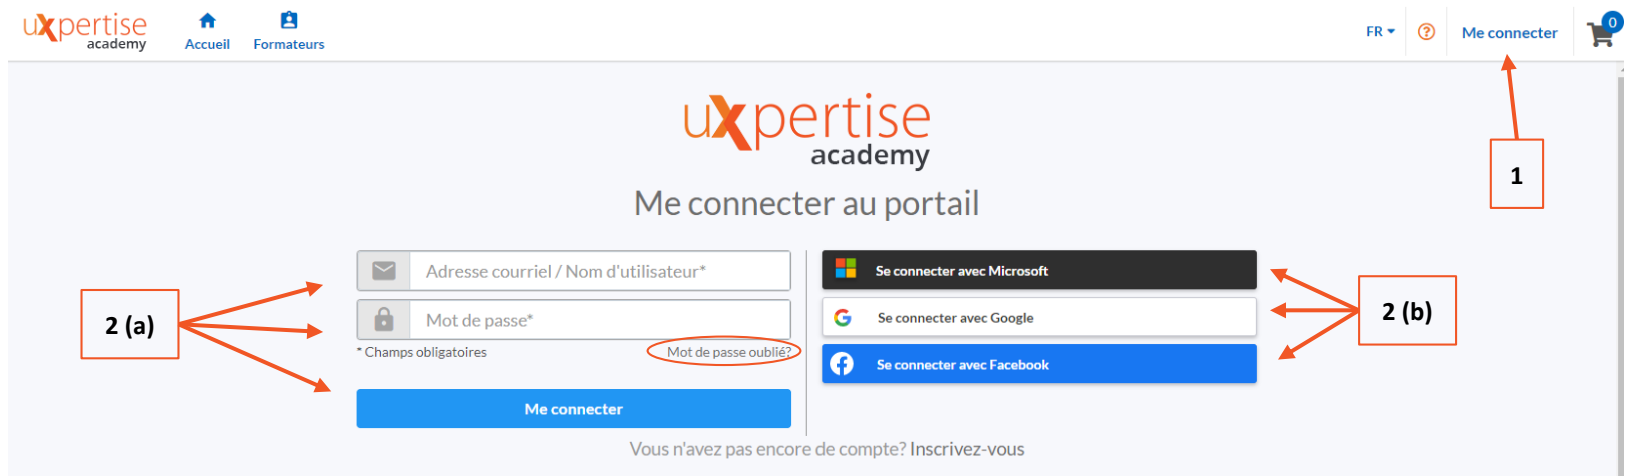 uxpertise
academy
Accueil
Formateurs
FR
Me connecter
0
uxpertise
academy
1
Me connecter au portail
Adresse courriel / Nom d'utilisateur*
Se connecter avec Microsoft
2 (a)
Mot de passe*
Se connecter avec Google
2 (b)
* Champs obligatoires
Mot de passe oublié?
Se connecter avec Facebook
Me connecter
Vous n'avez pas encore de compte? Inscrivez-vous